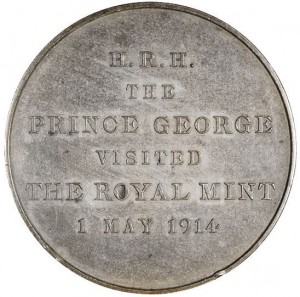 H. R. H.
THE
PRINCE GEORGE
VISITED
THE ROYAL MINT
1 MAY 1914